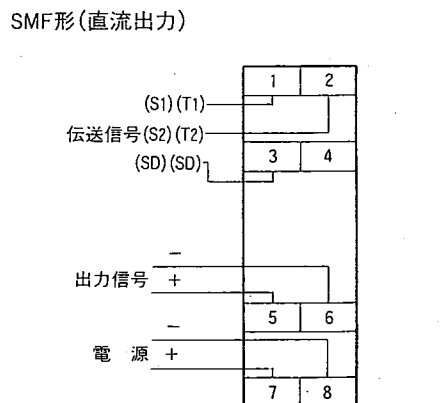 SMF形(直流出力)
1 2
(S1)(T1)
伝送信号(S2)(T2)
(SD)(SD)
3 4
−
出力信号 +
5 6
−
電 源 +
7 8